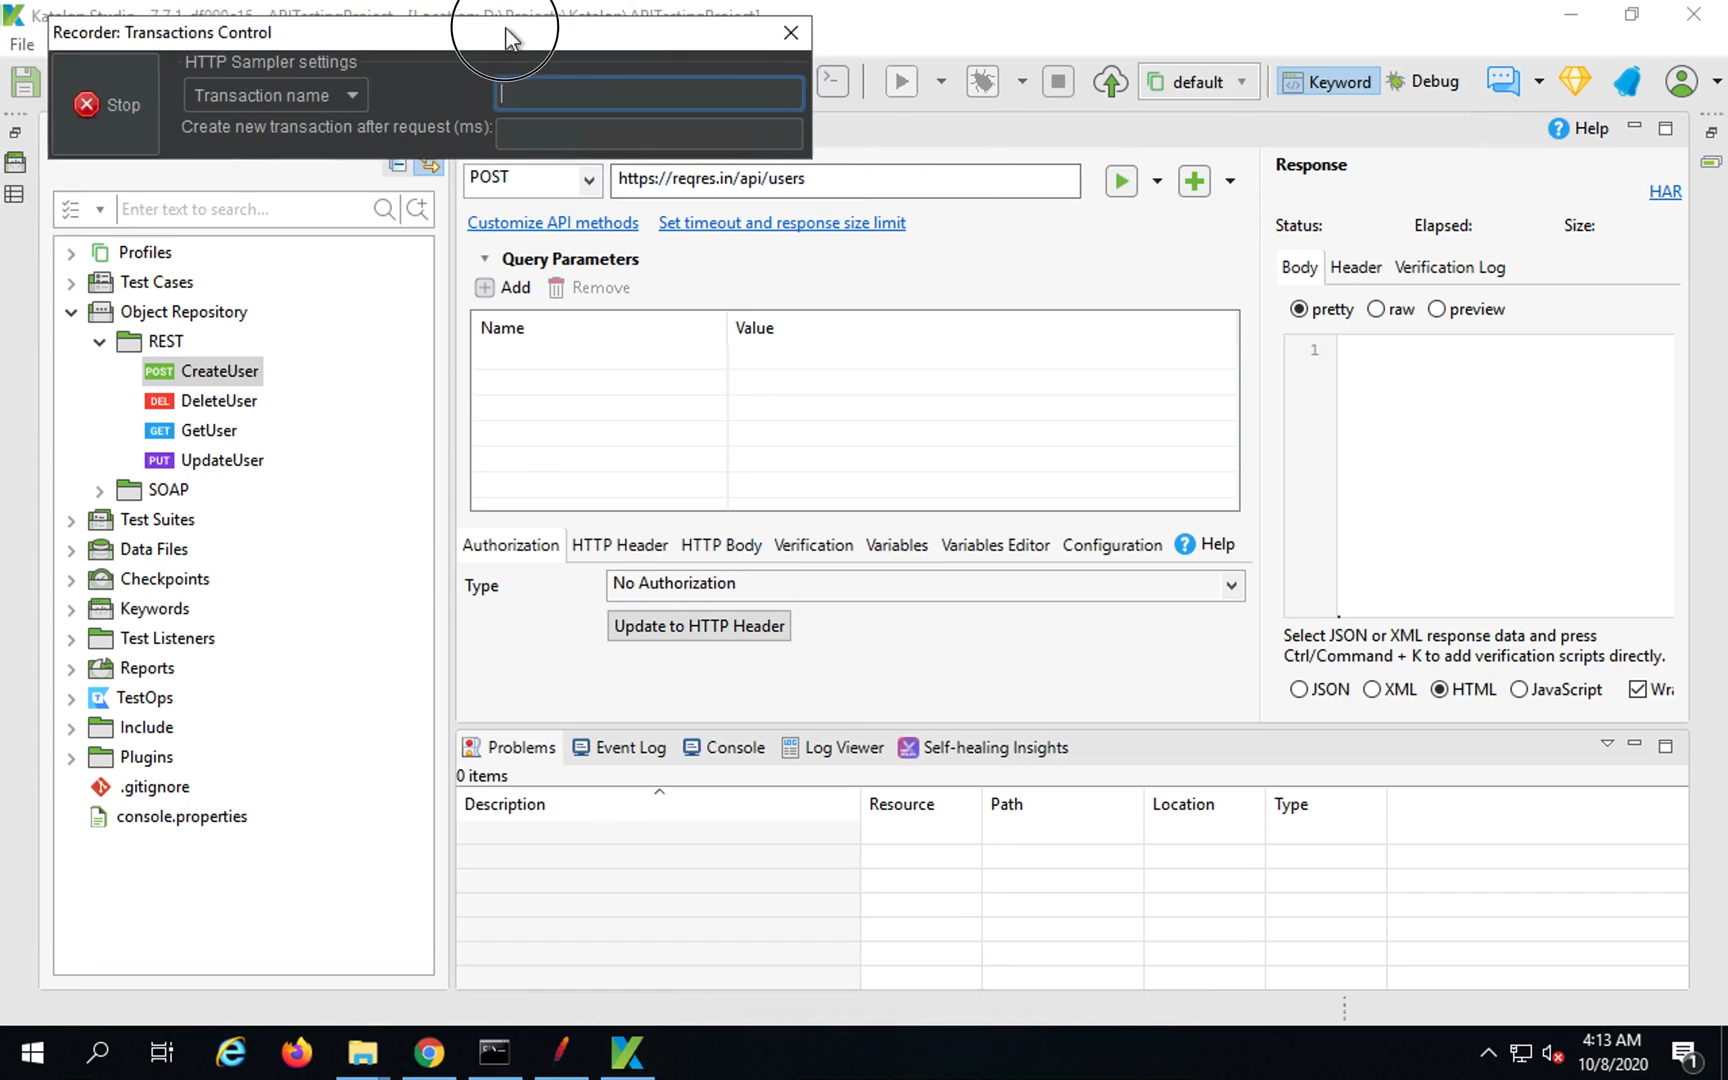 Recorder: Transactions Control
File
HTTP Sampler settings
Stop
Transaction name
Create new transaction after request (ms):
default
Keyword
Debug
Help
POST
https://reqres.in/api/users
Response
HAR
Enter text to search...
Customize API methods
Set timeout and response size limit
Status:
Elapsed:
Size:
Query Parameters
Add
Remove
Body
Header
Verification Log
pretty
raw
preview
Name
Value
1
Profiles
Test Cases
Object Repository
REST
POST CreateUser
DEL DeleteUser
GET GetUser
PUT UpdateUser
SOAP
Test Suites
Data Files
Checkpoints
Keywords
Test Listeners
Reports
TestOps
Include
Plugins
.gitignore
console.properties
Authorization
HTTP Header
HTTP Body
Verification
Variables
Variables Editor
Configuration
Help
Type
No Authorization
Update to HTTP Header
Select JSON or XML response data and press
Ctrl/Command + K to add verification scripts directly.
JSON
XML
HTML
JavaScript
Wra
Problems
Event Log
Console
Log Viewer
Self-healing Insights
0 items
Description
Resource
Path
Location
Type
4:13 AM
10/8/2020
1